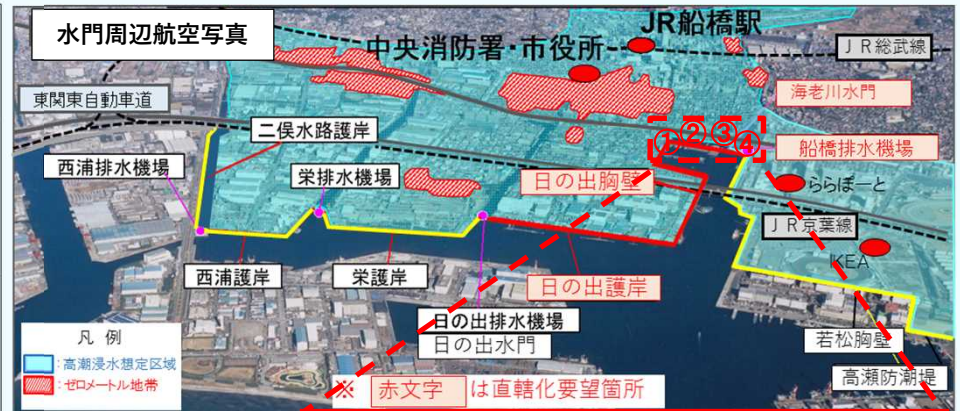 水門周辺航空写真
JR船橋駅
中央消防署・市役所
ＪＲ総武線
東関東自動車道
海老川水門
二俣水路護岸
①②③④
船橋排水機場
西浦排水機場
栄排水機場
日の出胸壁
ららぽーと
ＪＲ京葉線
IKEA
西浦護岸
栄護岸
日の出護岸
日の出排水機場
日の出水門
若松胸壁
高瀬防潮堤
凡 例
：高潮浸水想定区域
：ゼロメートル地帯
※ 赤文字 は直轄化要望箇所